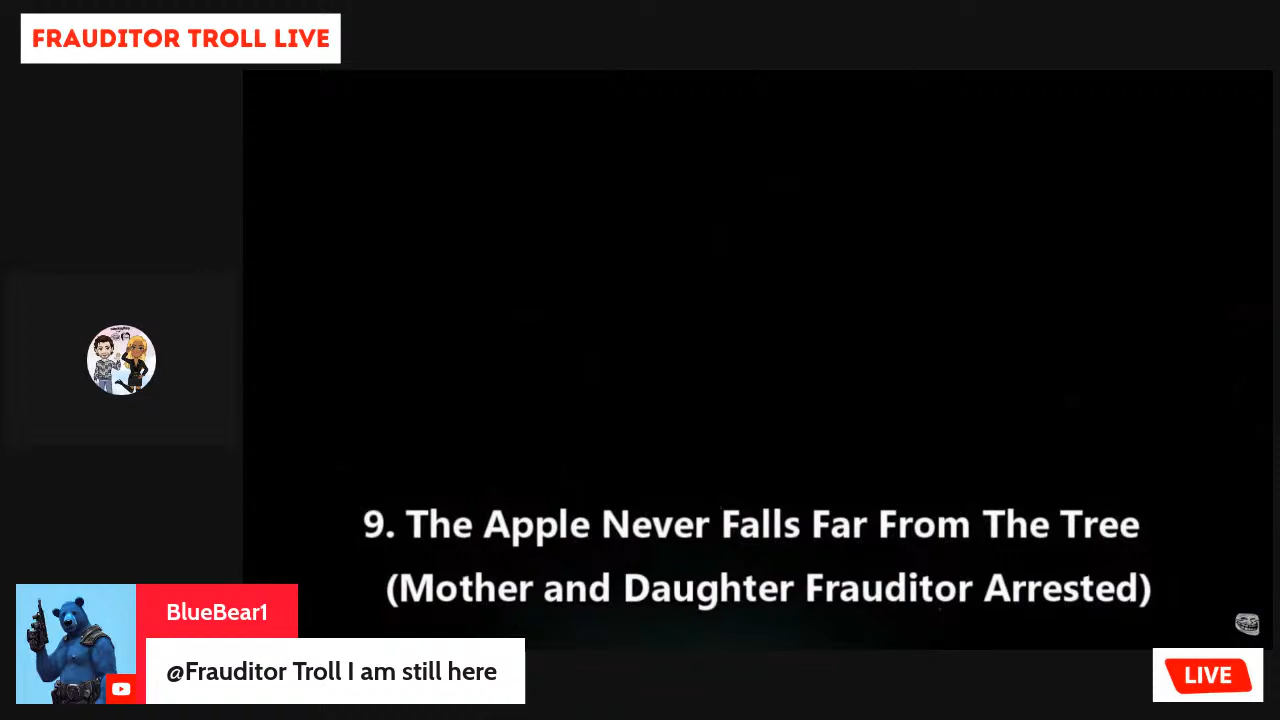 FRAUDITOR TROLL LIVE
9. The Apple Never Falls Far From The Tree
(Mother and Daughter Frauditor Arrested)
BlueBear1
@Frauditor Troll I am still here
LIVE